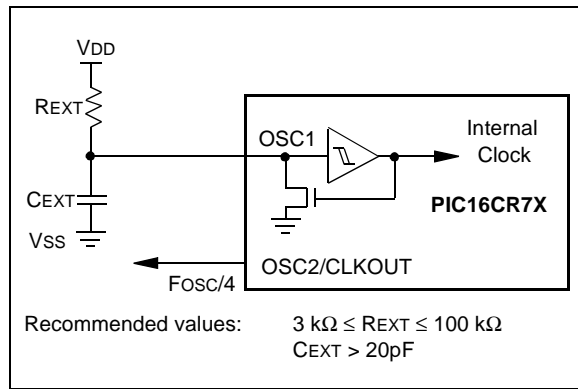 VDD
REXT
OSC1
Internal
Clock
CEXT
PIC16CR7X
VSS
OSC2/CLKOUT
FOSC/4
Recommended values: 3 kΩ ≤ REXT ≤ 100 kΩ
CEXT > 20pF